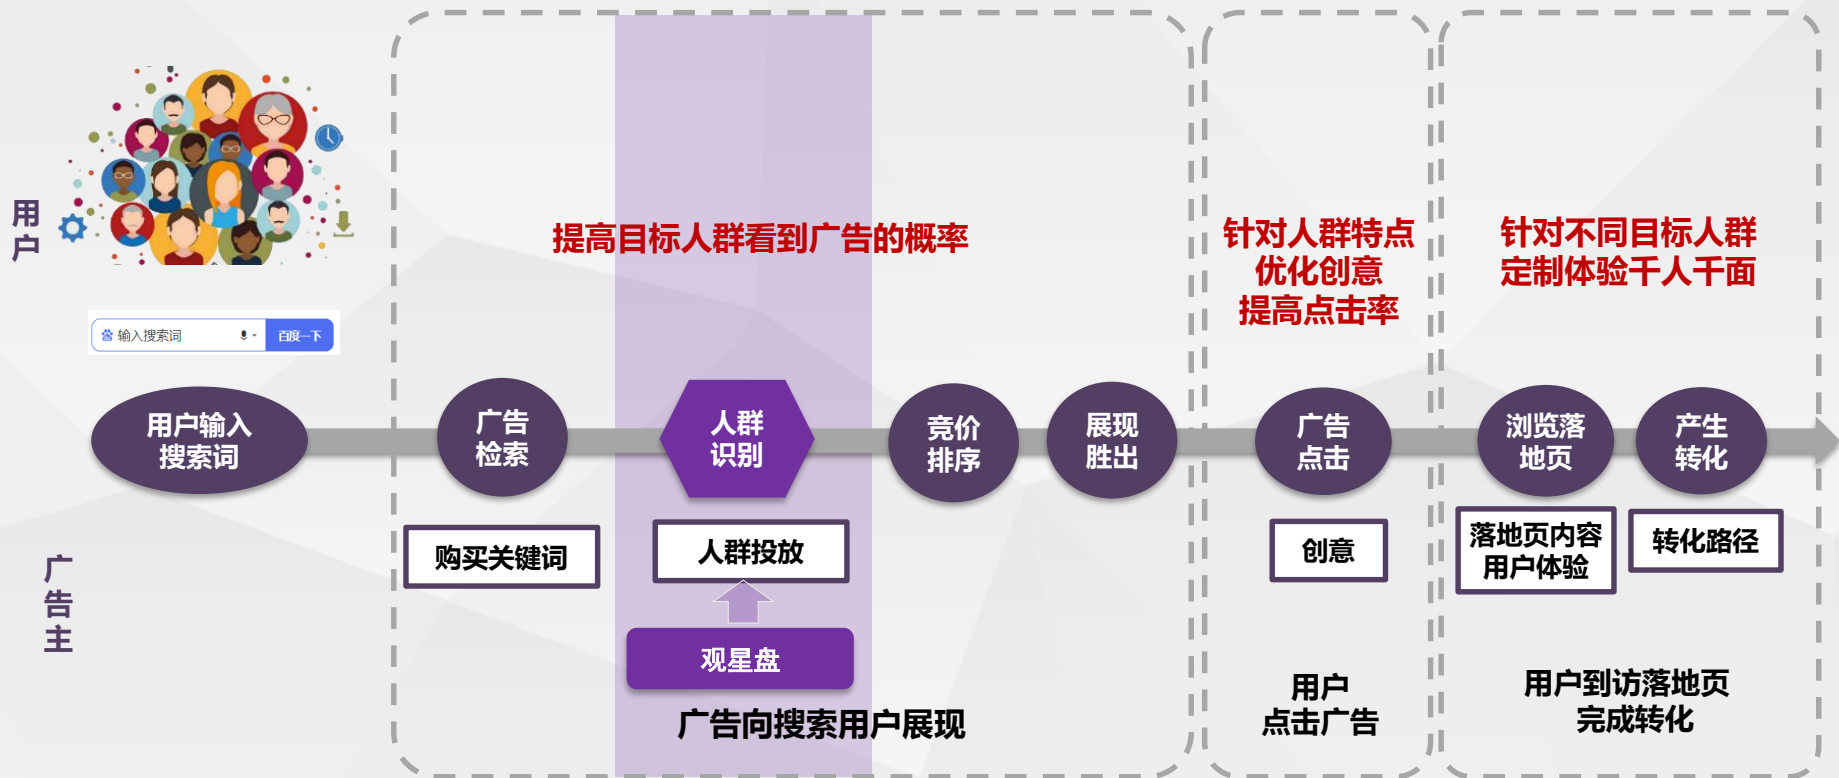 用
户
提高目标人群看到广告的概率
针对人群特点
优化创意
提高点击率
针对不同目标人群
定制体验千人千面
输入搜索词
百度一下
用户输入
搜索词
广告
检索
人群
识别
竞价
排序
展现
胜出
广告
点击
浏览落
地页
产生
转化
广
告
主
购买关键词
人群投放
创意
落地页内容
用户体验
转化路径
观星盘
广告向搜索用户展现
用户
点击广告
用户到访落地页
完成转化